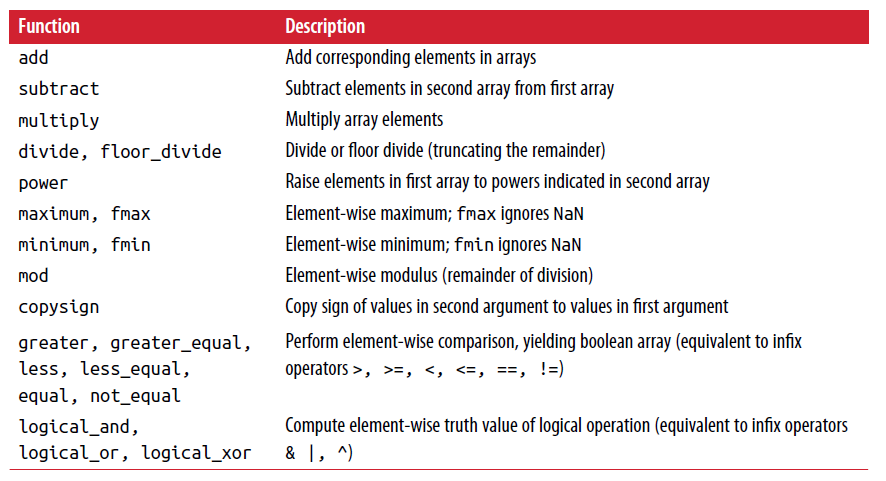 Function Description
add Add corresponding elements in arrays
subtract Subtract elements in second array from first array
multiply Multiply array elements
divide, floor_divide Divide or floor divide (truncating the remainder)
power Raise elements in first array to powers indicated in second array
maximum, fmax Element-wise maximum; fmax ignores NaN
minimum, fmin Element-wise minimum; fmin ignores NaN
mod Element-wise modulus (remainder of division)
copysign Copy sign of values in second argument to values in first argument
greater, greater_equal, Perform element-wise comparison, yielding boolean array (equivalent to infix
less, less_equal, operators >, >=, <, <=, ==, !=)
equal, not_equal
logical_and, Compute element-wise truth value of logical operation (equivalent to infix operators
logical_or, logical_xor & |, ^)